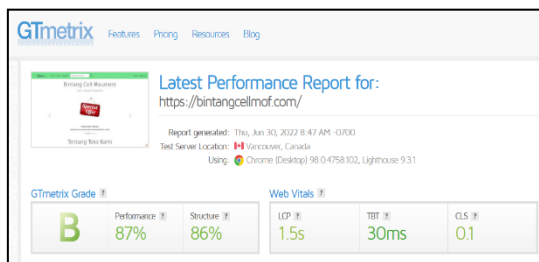 GTmetrix Features Pricing Resources Blog
Latest Performance Report for:
https://bintangcellmof.com/
Bintang Cell Maumere
Special Offer
Tentang Toko Kami
Report generated: Thu, Jun 30, 2022 8:47 AM -0700
Test Server Location: Vancouver, Canada
Using: Chrome (Desktop) 98.0.4758.102, Lighthouse 9.3.1
GTmetrix Grade ?
Web Vitals ?
B
Performance ?
87%
Structure ?
86%
LCP ?
1.5s
TBT ?
30ms
CLS ?
0.1